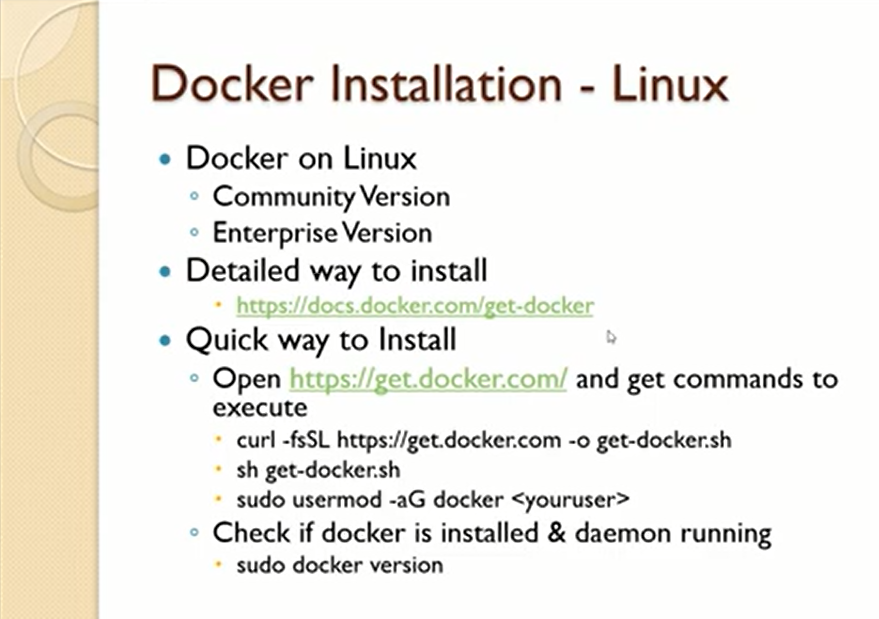 Docker Installation - Linux
Docker on Linux
Community Version
Enterprise Version
Detailed way to install
https://docs.docker.com/get-docker
Quick way to Install
Open https://get.docker.com/ and get commands to
execute
curl -fsSL https://get.docker.com -o get-docker.sh
sh get-docker.sh
sudo usermod -aG docker <youruser>
Check if docker is installed & daemon running
sudo docker version